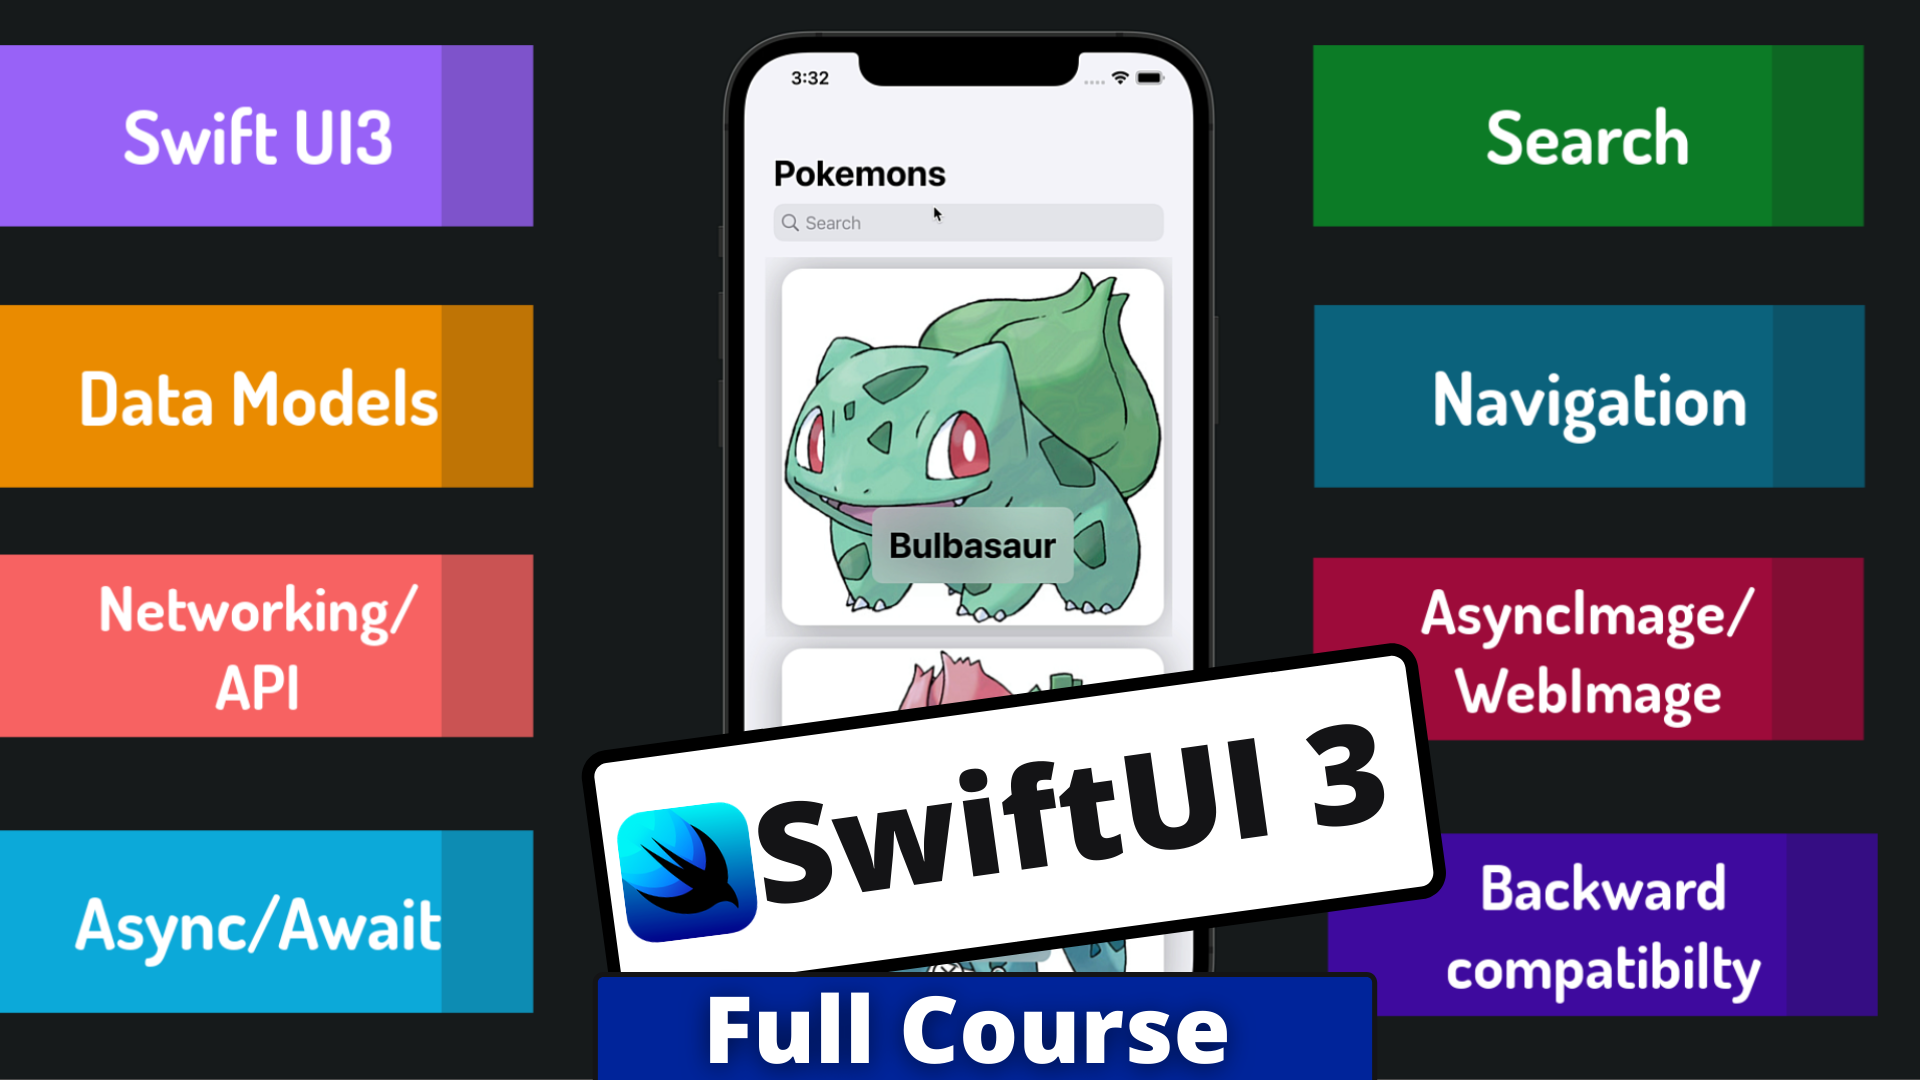 Swift UI3
Data Models
Networking/
API
Async/Await
3:32
Pokemons
Search
Bulbasaur
SwiftUI 3
Full Course
Search
Navigation
AsyncImage/
WebImage
Backward
compatibilty